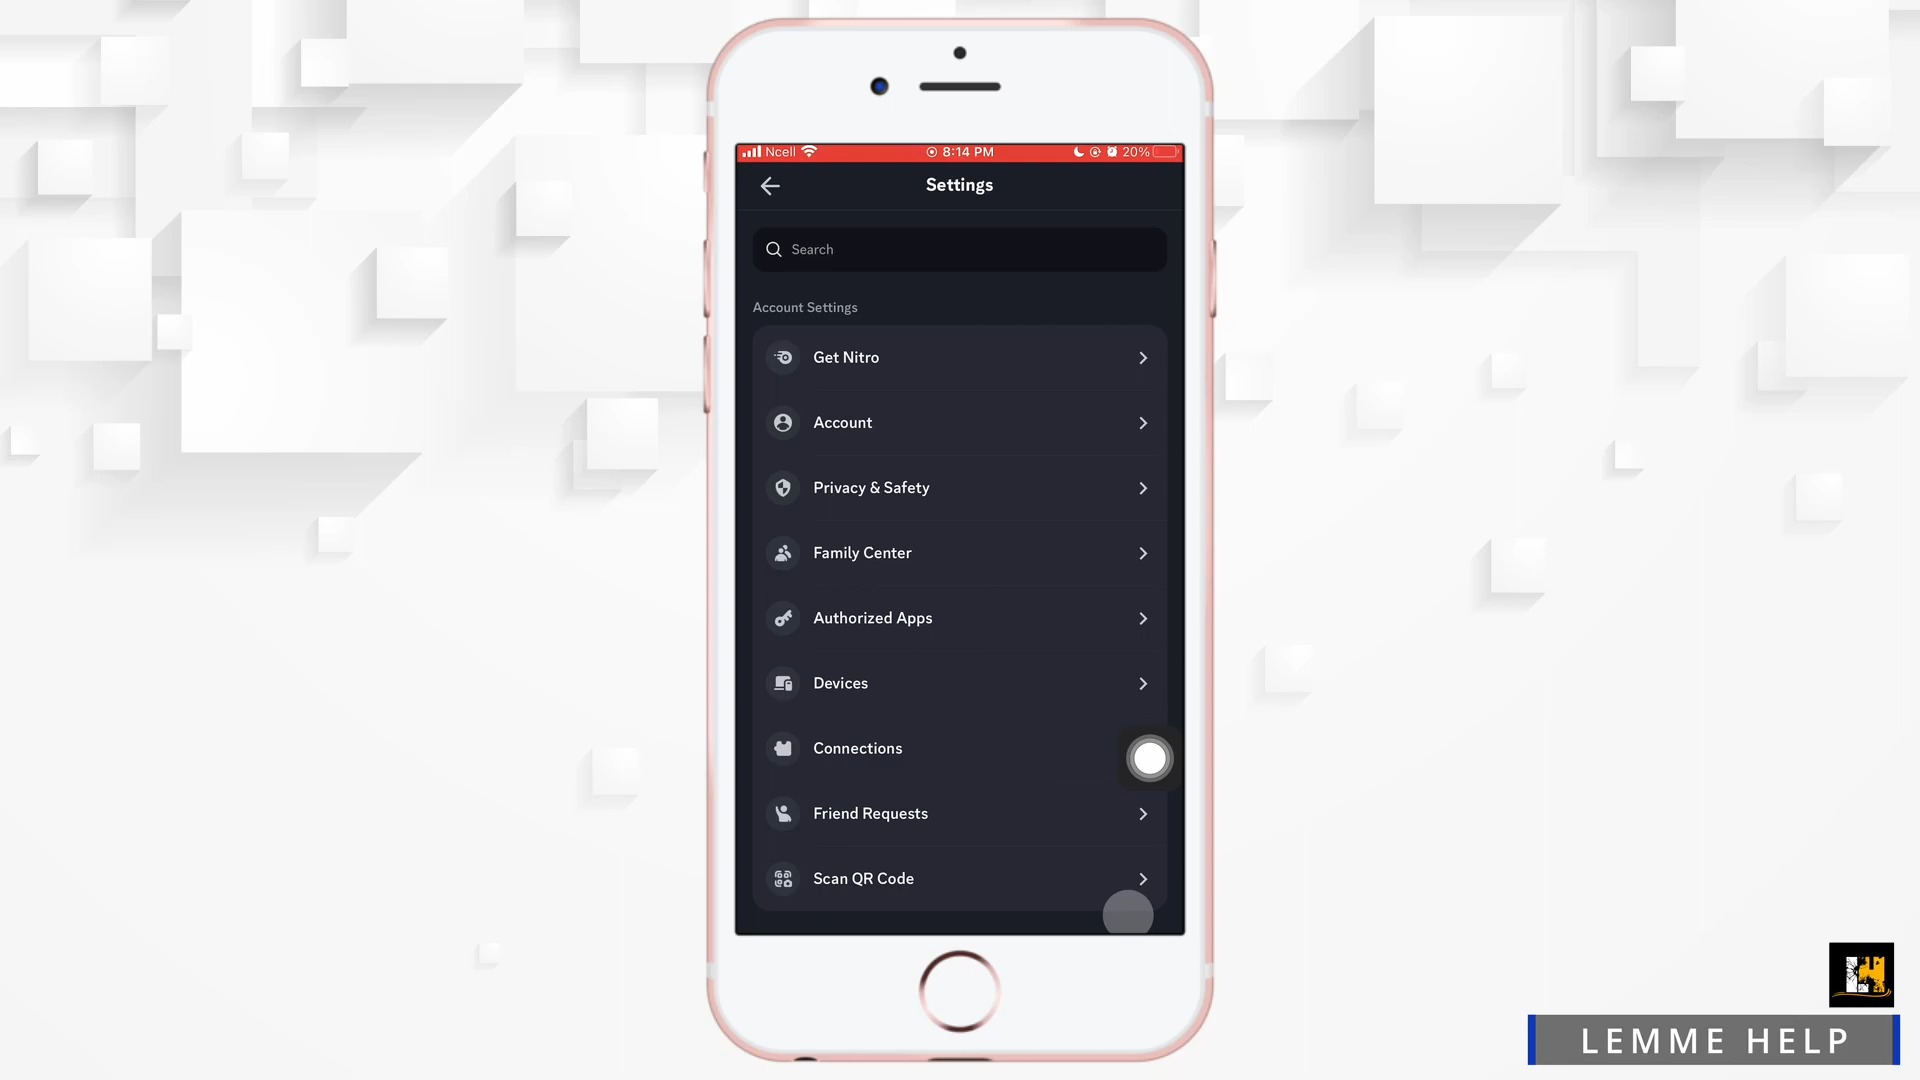 Ncell 8:14 PM 20%
Settings
Search
Account Settings
Get Nitro
Account
Privacy & Safety
Family Center
Authorized Apps
Devices
Connections
Friend Requests
Scan QR Code
LEMME HELP